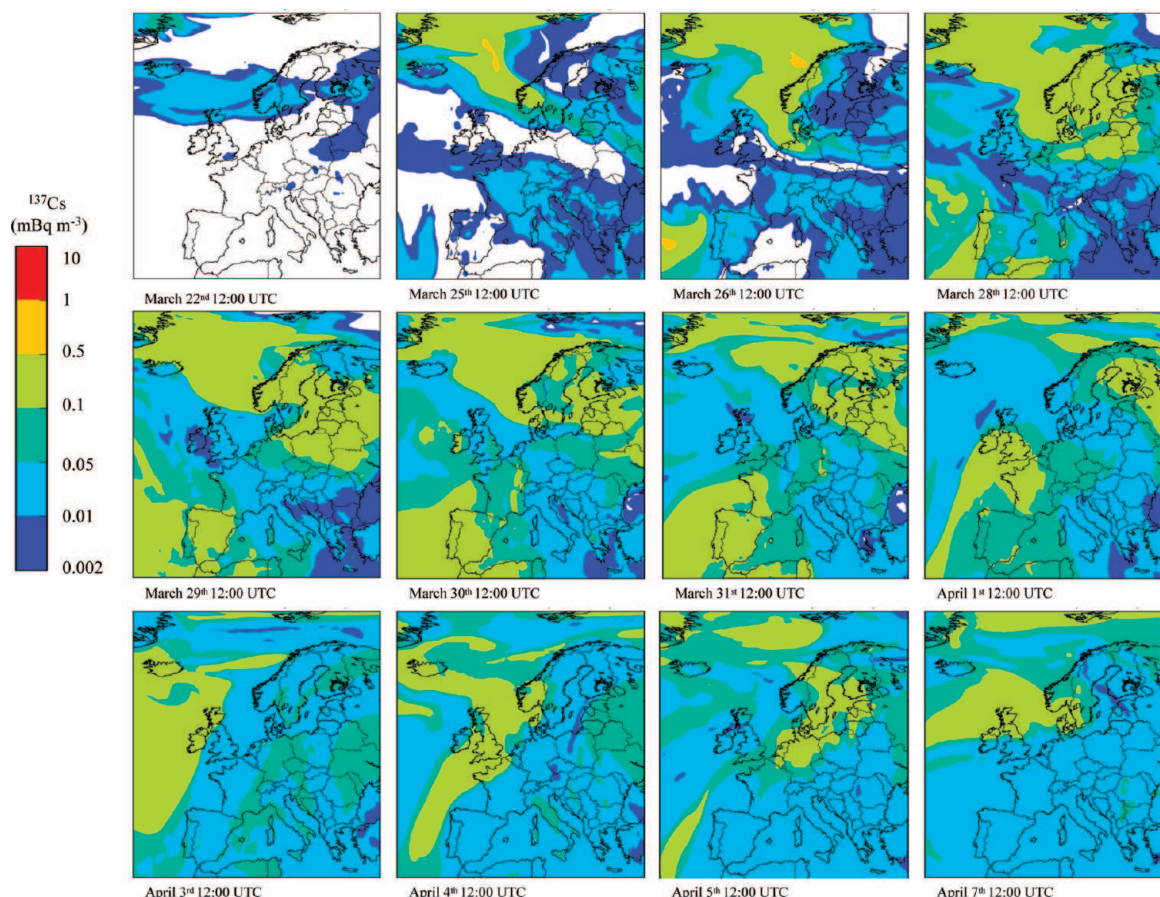 March 22nd 12:00 UTC
March 25th 12:00 UTC
March 26th 12:00 UTC
March 28th 12:00 UTC
137Cs
(mBq m-3)
10
1
0.5
0.1
0.05
0.01
0.002
March 29th 12:00 UTC
March 30th 12:00 UTC
March 31st 12:00 UTC
April 1st 12:00 UTC
April 3rd 12:00 UTC
April 4th 12:00 UTC
April 5th 12:00 UTC
April 7th 12:00 UTC